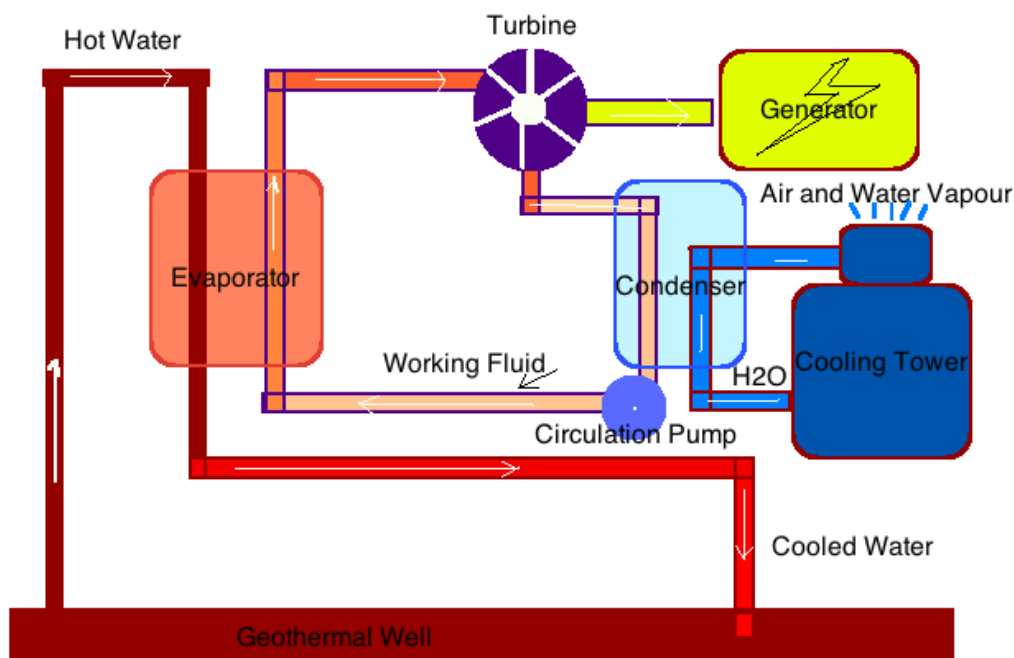 Turbine
Hot Water
Generator
Air and Water Vapour
Evaporator
Condenser
Working Fluid
H2O
Cooling Tower
Circulation Pump
Cooled Water
Geothermal Well